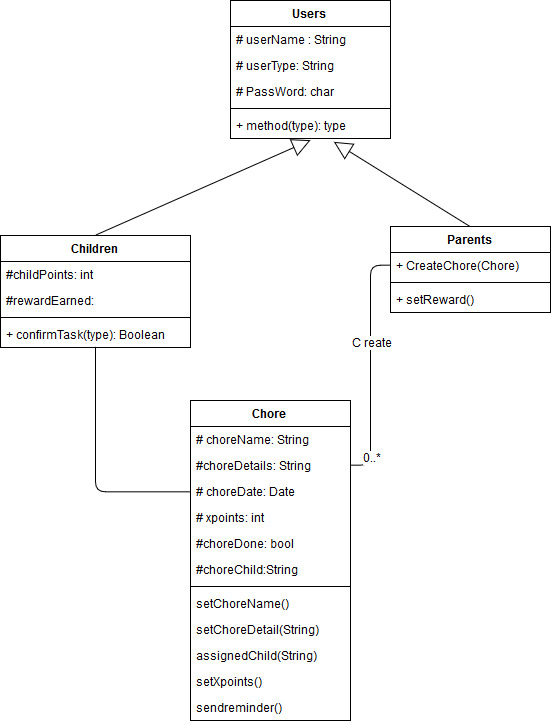 Users
# userName : String
# userType: String
# PassWord: char
+ method(type): type
Children
#childPoints: int
#rewardEarned:
+ confirmTask(type): Boolean
Parents
+ CreateChore(Chore)
+ setReward()
C reate
0..*
Chore
# choreName: String
#choreDetails: String
# choreDate: Date
# xpoints: int
#choreDone: bool
#choreChild:String
setChoreName()
setChoreDetail(String)
assignedChild(String)
setXpoints()
sendreminder()